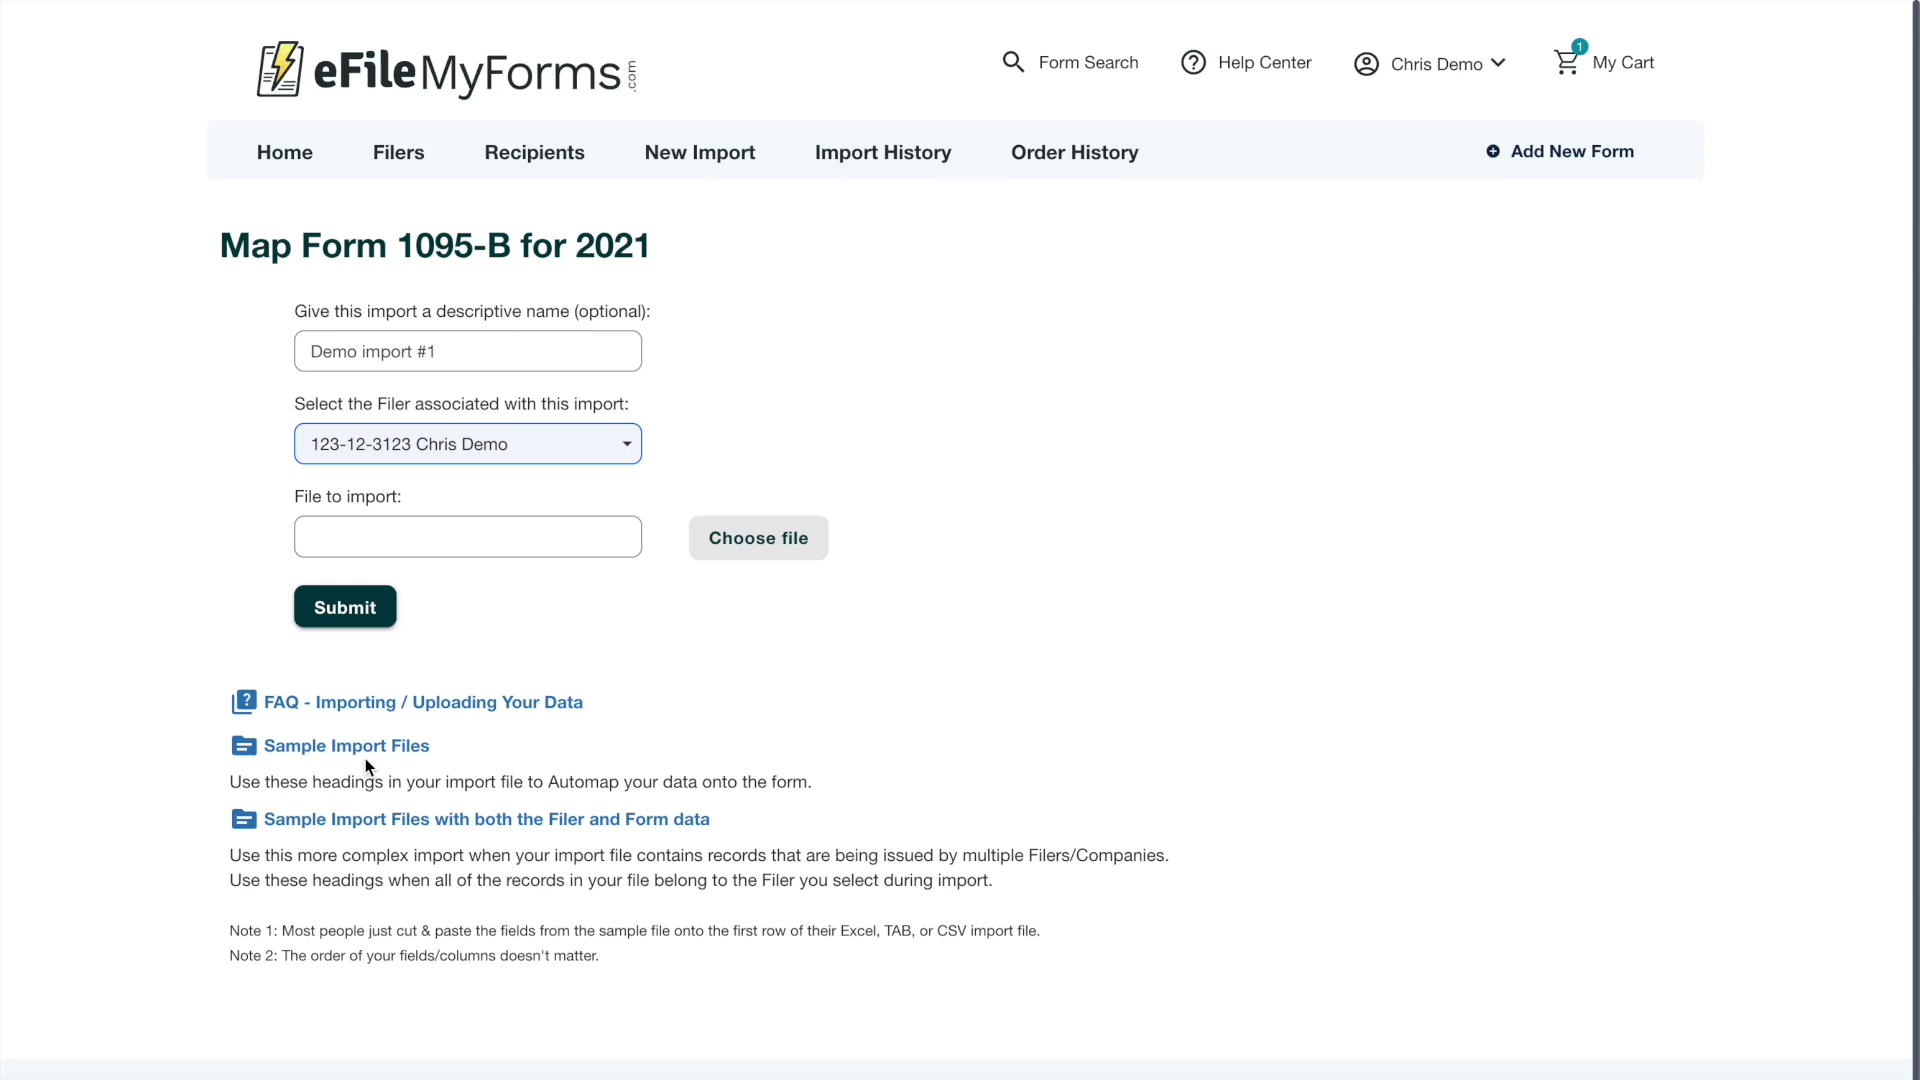 eFileMyForms.com
Form Search
Help Center
Chris Demo
1
My Cart
Home
Filers
Recipients
New Import
Import History
Order History
Add New Form
Map Form 1095-B for 2021
Give this import a descriptive name (optional):
Demo import #1
Select the Filer associated with this import:
123-12-3123 Chris Demo
File to import:
Choose file
Submit
FAQ - Importing / Uploading Your Data
Sample Import Files
Use these headings in your import file to Automap your data onto the form.
Sample Import Files with both the Filer and Form data
Use this more complex import when your import file contains records that are being issued by multiple Filers/Companies.
Use these headings when all of the records in your file belong to the Filer you select during import.
Note 1: Most people just cut & paste the fields from the sample file onto the first row of their Excel, TAB, or CSV import file.
Note 2: The order of your fields/columns doesn't matter.